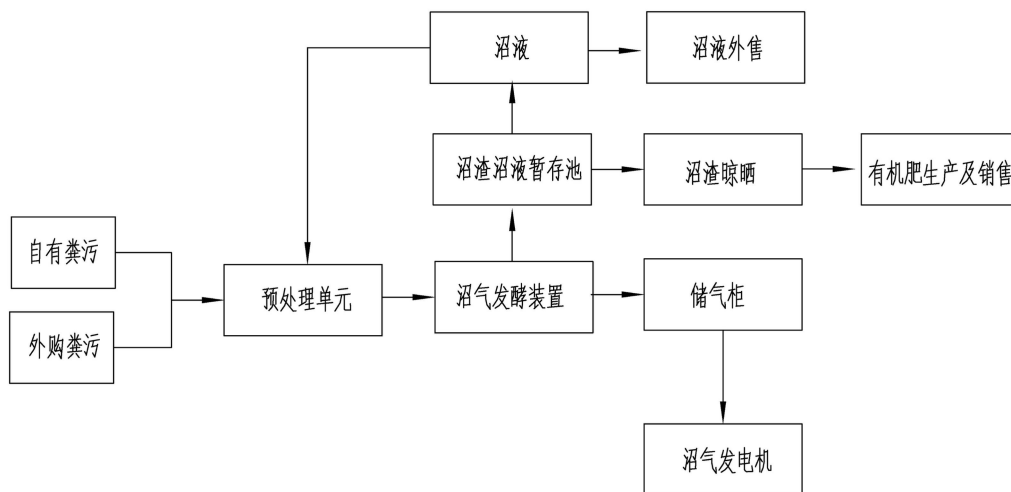 沼液
沼液外售
沼渣沼液暂存池
沼渣晾晒
有机肥生产及销售
自有粪污
外购粪污
预处理单元
沼气发酵装置
储气柜
沼气发电机